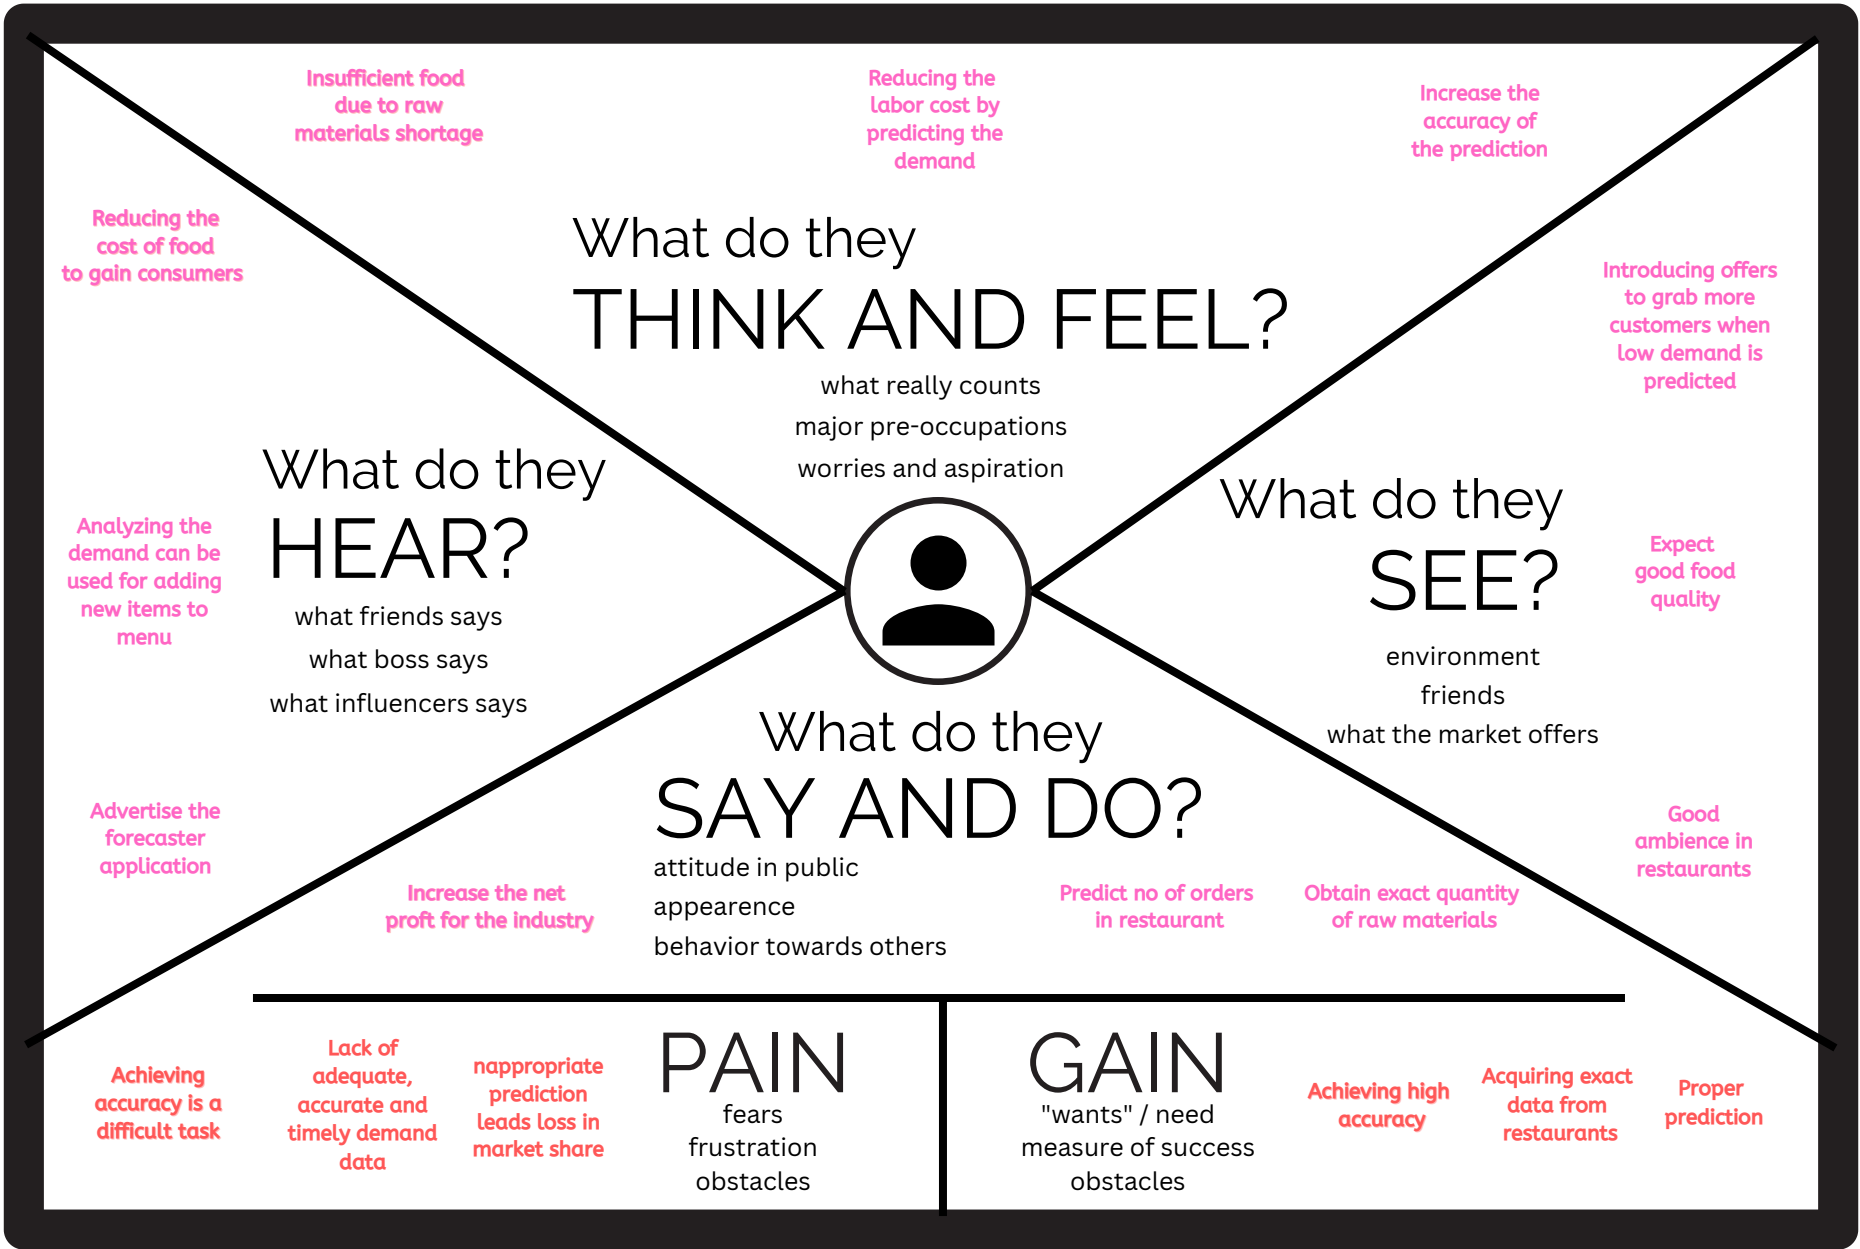 Insufficient food
due to raw
materials shortage
Reducing the
labor cost by
predicting the
demand
Increase the
accuracy of
the prediction
What do they
THINK AND FEEL?
what really counts
major pre-occupations
worries and aspiration
Reducing the
cost of food
to gain consumers
What do they
HEAR?
what friends says
what boss says
what influencers says
Analyzing the
demand can be
used for adding
new items to
menu
Advertise the
forecaster
application
Introducing offers
to grab more
customers when
low demand is
predicted
What do they
SEE?
environment
friends
what the market offers
Expect
good food
quality
Good
ambience in
restaurants
What do they
SAY AND DO?
attitude in public
appearence
behavior towards others
Increase the net
proft for the industry
Predict no of orders
in restaurant
Obtain exact quantity
of raw materials
Achieving
accuracy is a
difficult task
Lack of
adequate,
accurate and
timely demand
data
nappropriate
prediction
leads loss in
market share
PAIN
fears
frustration
obstacles
GAIN
"wants" / need
measure of success
obstacles
Achieving high
accuracy
Acquiring exact
data from
restaurants
Proper
prediction